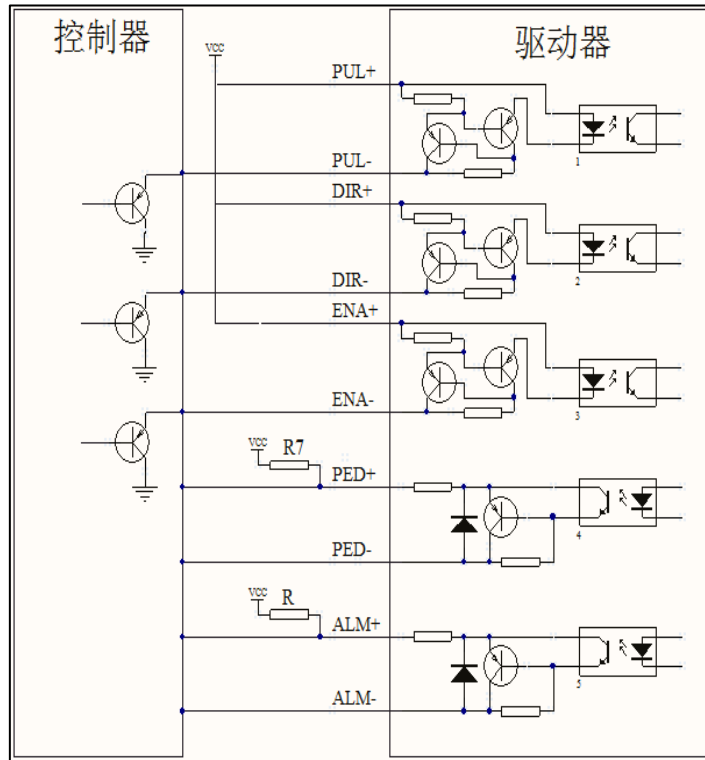 控制器
驱动器
VCC
PUL+
1
PUL-
DIR+
2
DIR-
ENA+
3
ENA-
VCC
R7
PED+
4
PED-
VCC
R
ALM+
5
ALM-